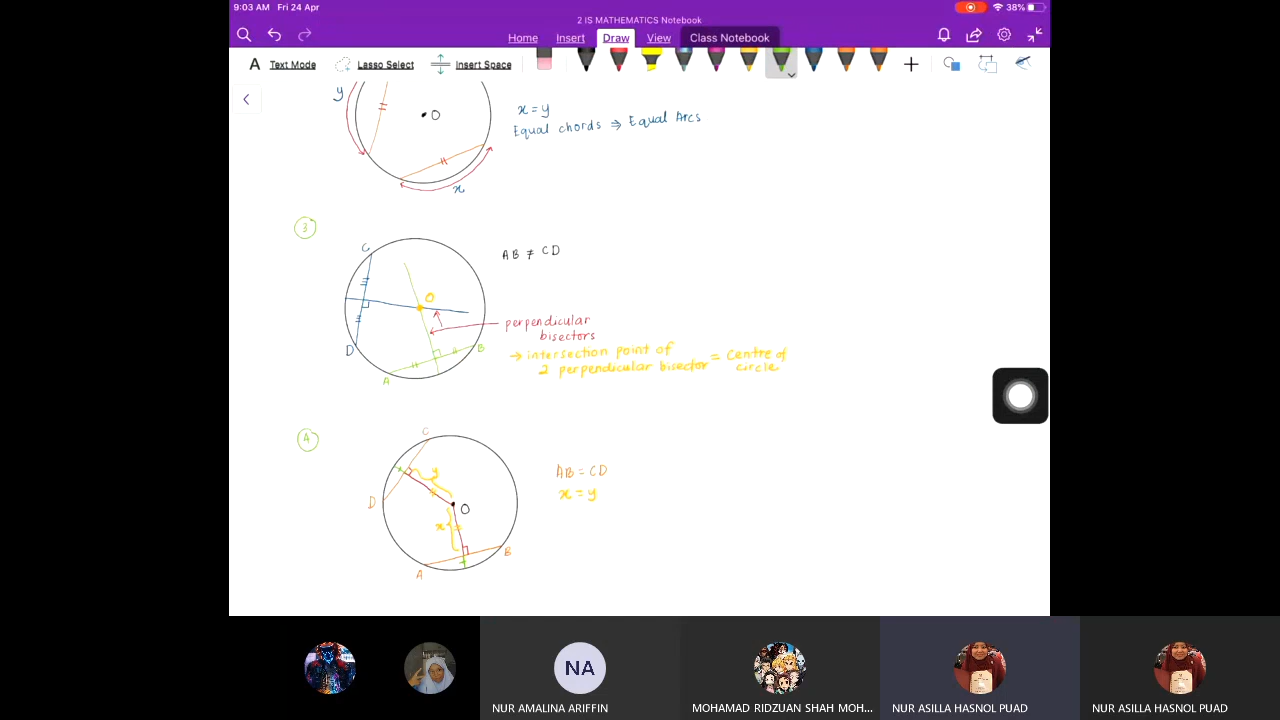 9:03 AM Fri 24 Apr
38%
2 IS MATHEMATICS Notebook
Home Insert Draw View Class Notebook
A Text Mode Lasso Select Insert Space
y
O
x
x = y
Equal chords ⇒ Equal Arcs
3
C
AB ≠ CD
O
perpendicular
bisectors
D
B
A
→ intersection point of
2 perpendicular bisector = Centre of
circle
4
C
y
AB = CD
x = y
D
O
x
B
A
NA
NUR AMALINA ARIFFIN
MOHAMAD RIDZUAN SHAH MOH...
NUR ASILLA HASNOL PUAD
NUR ASILLA HASNOL PUAD